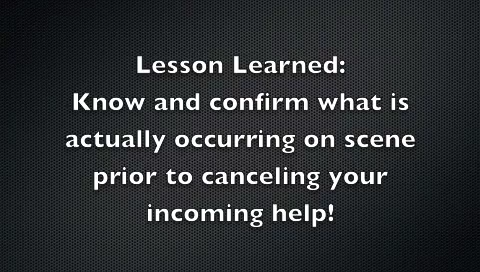 Lesson Learned:
Know and confirm what is
actually occurring on scene
prior to canceling your
incoming help!